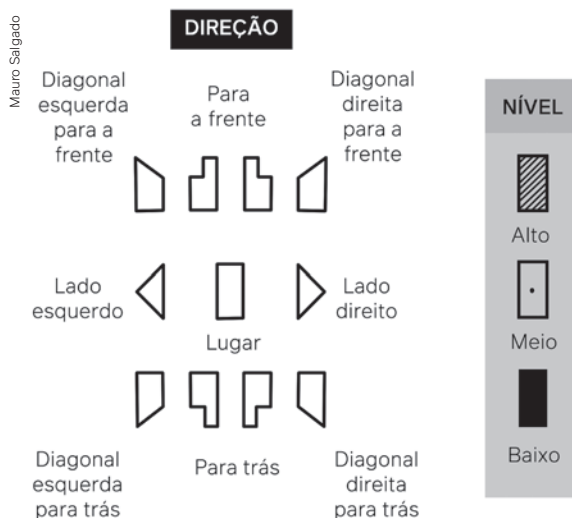 Mauro Salgado
DIREÇÃO
Diagonal
esquerda
para a
frente
Para
a frente
Diagonal
direita
para a
frente
Lado
esquerdo
Lugar
Lado
direito
Diagonal
esquerda
para trás
Para trás
Diagonal
direita
para trás
NÍVEL
Alto
Meio
Baixo